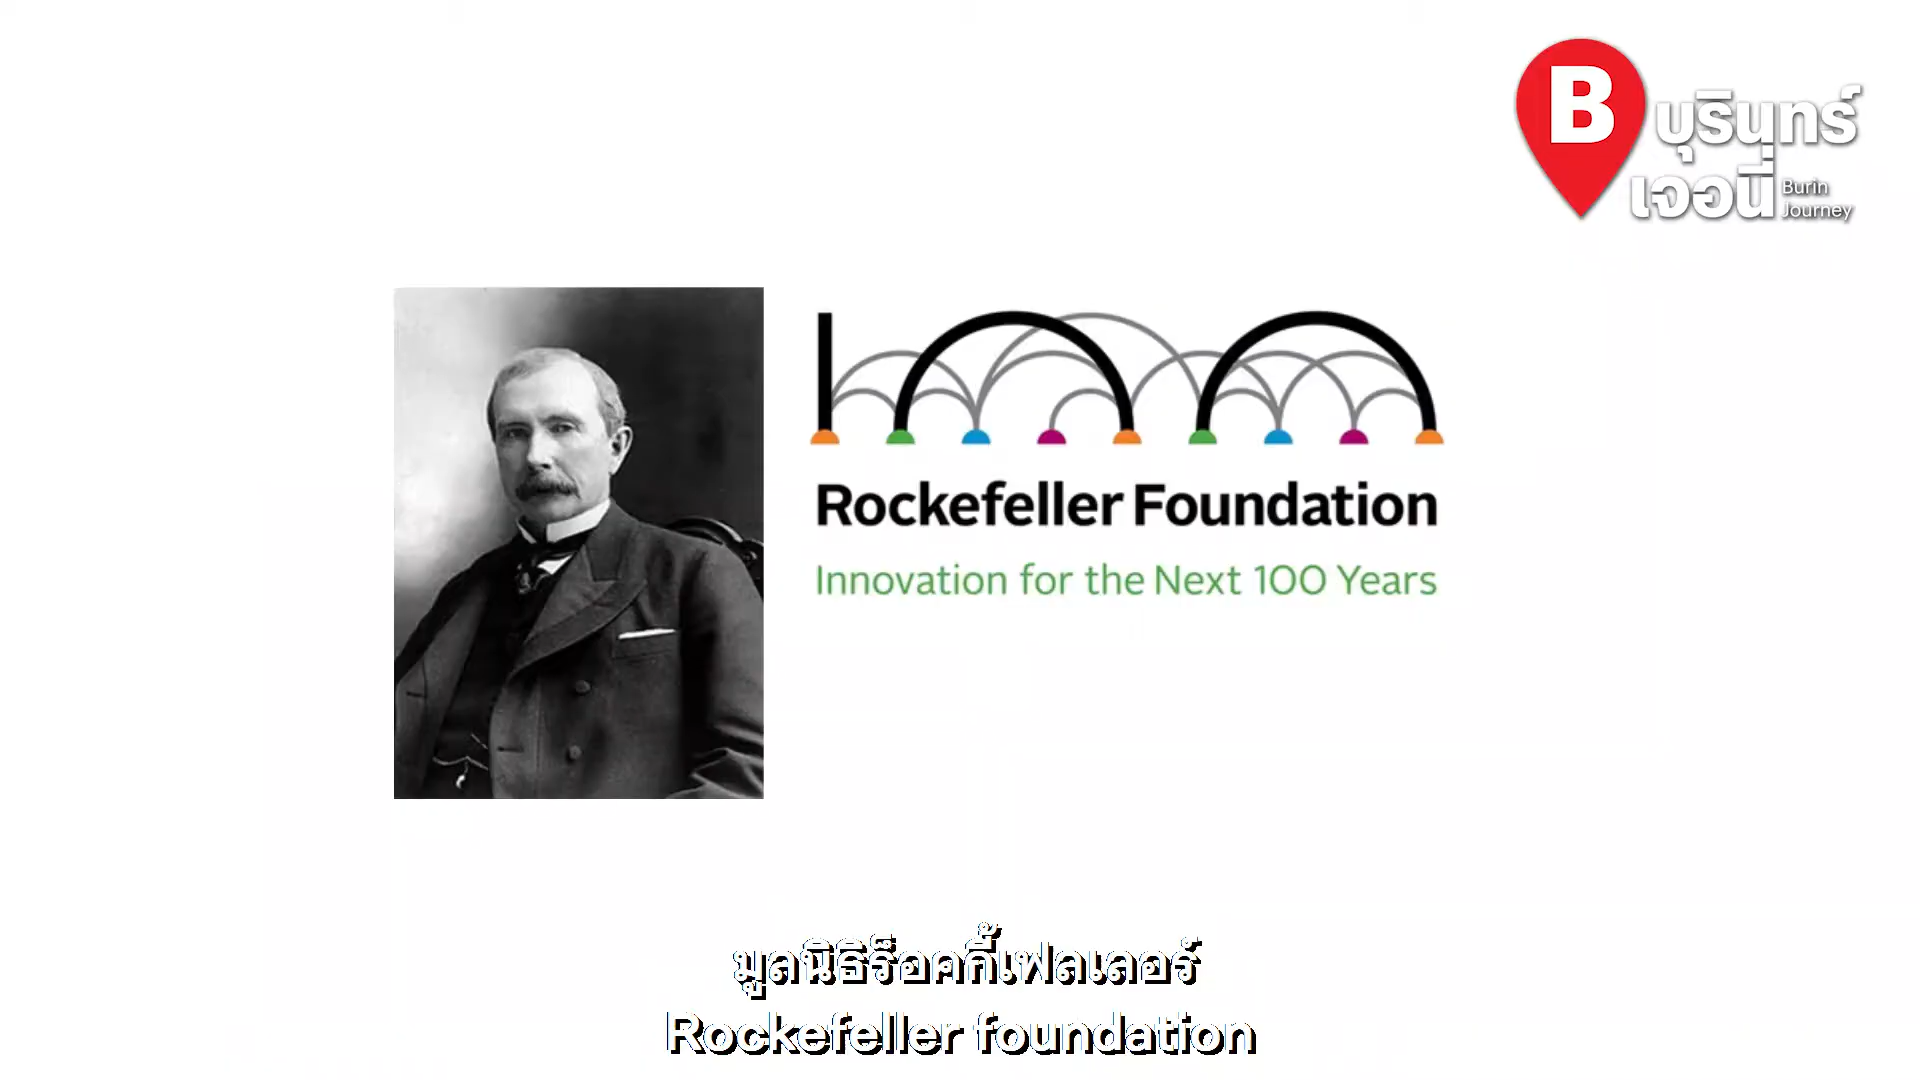 B
บุรินทร์
เจอนี่
Burin
Journey
Rockefeller Foundation
Innovation for the Next 100 Years
มูลนิธิร็อคกี้เฟลเลอร์
Rockefeller foundation